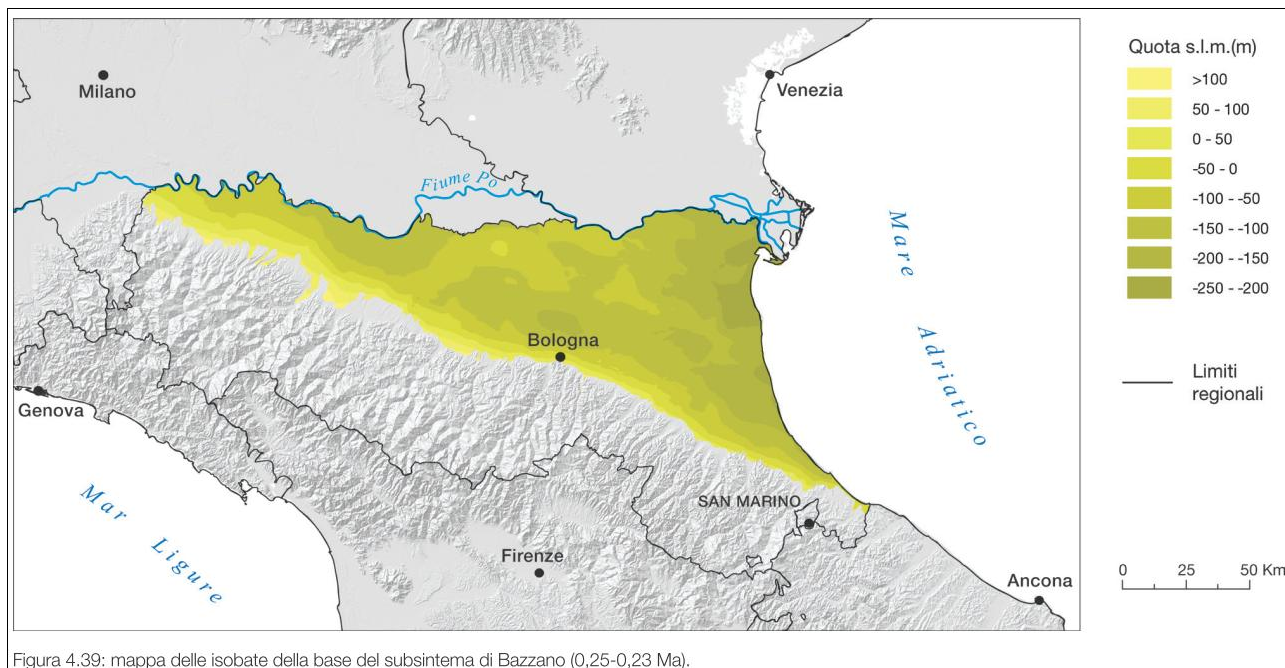 Milano
Venezia
Fiume Po
Mare
Adriatico
Bologna
Genova
SAN MARINO
Firenze
Ancona
Mar
Ligure
Quota s.l.m.(m)
>100
50 - 100
0 - 50
-50 - 0
-100 - -50
-150 - -100
-200 - -150
-250 - -200
Limiti
regionali
0 25 50 Km
Figura 4.39: mappa delle isobate della base del subsintema di Bazzano (0,25-0,23 Ma).